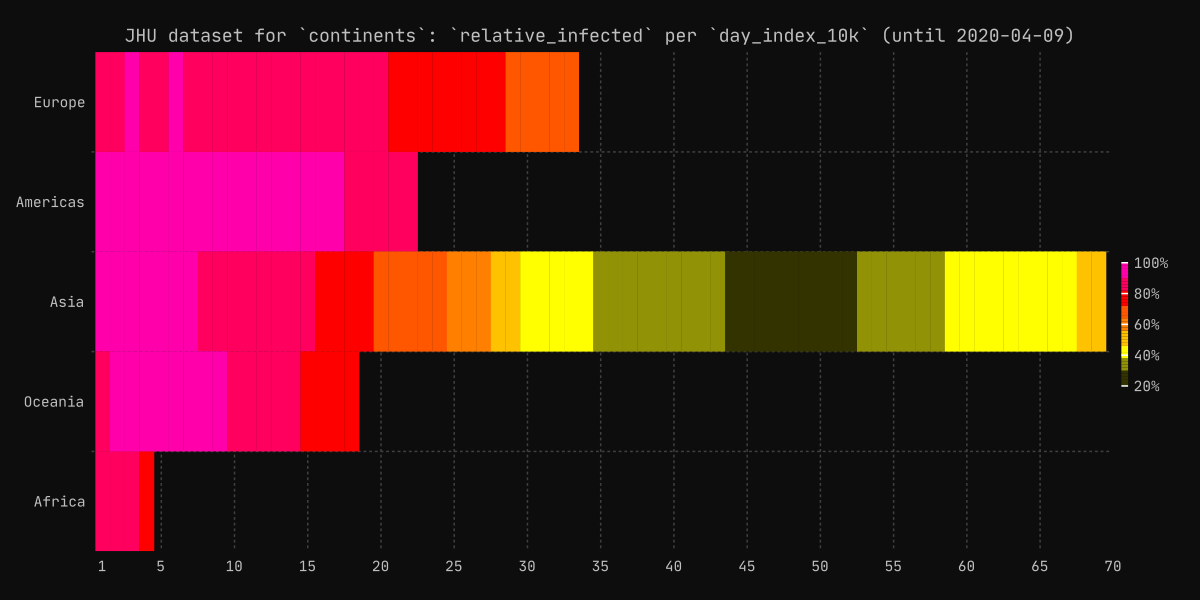 JHU dataset for `continents`: `relative_infected` per `day_index_10k` (until 2020-04-09)
Europe
Americas
Asia
Oceania
Africa
100%
80%
60%
40%
20%
1 5 10 15 20 25 30 35 40 45 50 55 60 65 70